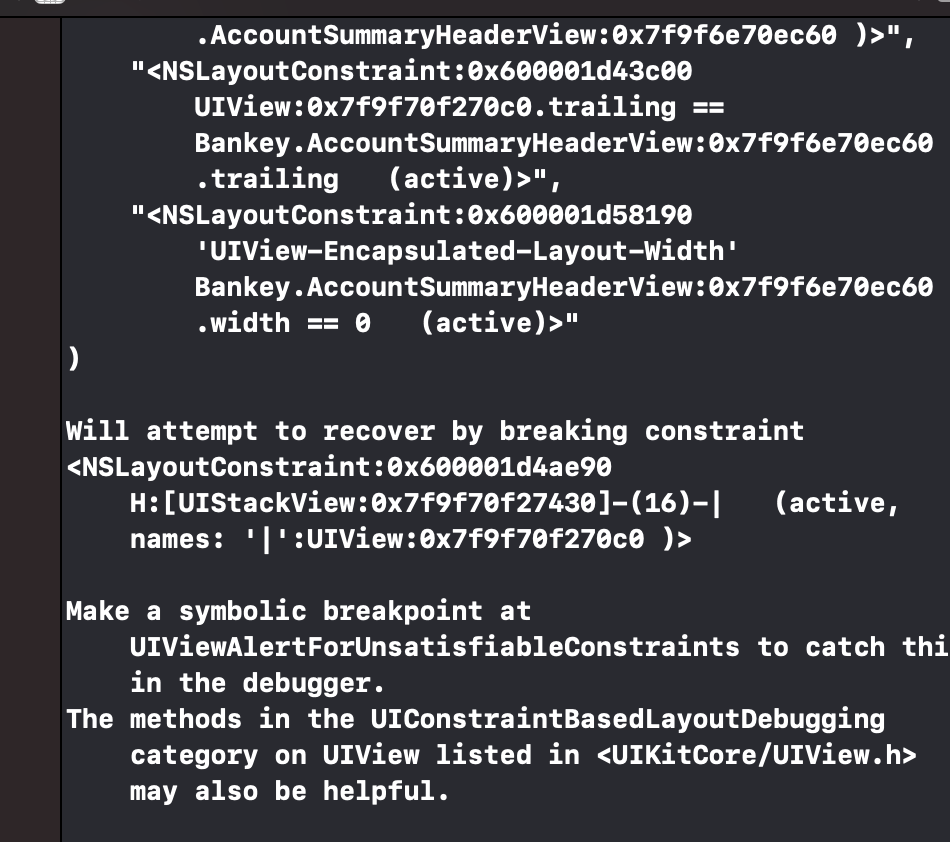 .AccountSummaryHeaderView:0x7f9f6e70ec60 )>",
"<NSLayoutConstraint:0x600001d43c00
UIView:0x7f9f70f270c0.trailing ==
Bankey.AccountSummaryHeaderView:0x7f9f6e70ec60
.trailing   (active)>",
"<NSLayoutConstraint:0x600001d58190
'UIView-Encapsulated-Layout-Width'
Bankey.AccountSummaryHeaderView:0x7f9f6e70ec60
.width == 0   (active)>"
)
Will attempt to recover by breaking constraint
<NSLayoutConstraint:0x600001d4ae90
H:[UIStackView:0x7f9f70f27430]-(16)-|   (active,
names: '|':UIView:0x7f9f70f270c0 )>
Make a symbolic breakpoint at
UIViewAlertForUnsatisfiableConstraints to catch thi
in the debugger.
The methods in the UIConstraintBasedLayoutDebugging
category on UIView listed in <UIKitCore/UIView.h>
may also be helpful.